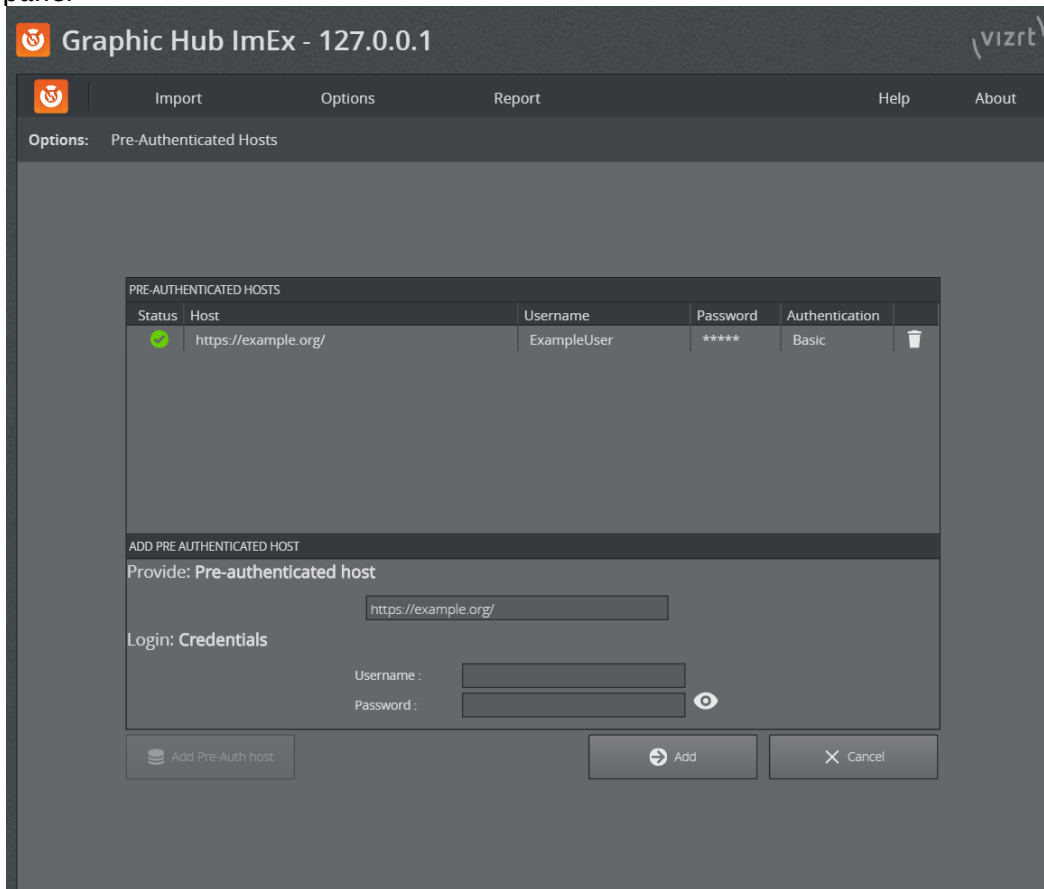 panel
Graphic Hub ImEx - 127.0.0.1
vizrt
Import Options Report Help About
Options: Pre-Authenticated Hosts
PRE-AUTHENTICATED HOSTS
Status Host Username Password Authentication
https://example.org/ ExampleUser ***** Basic
ADD PRE AUTHENTICATED HOST
Provide: Pre-authenticated host
https://example.org/
Login: Credentials
Username :
Password :
Add Pre-Auth host Add Cancel